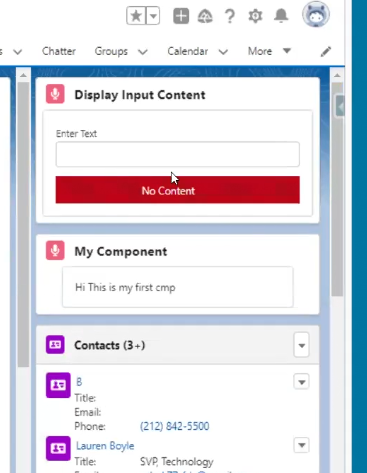 Chatter Groups Calendar More
Display Input Content
Enter Text
No Content
My Component
Hi This is my first cmp
Contacts (3+)
B
Title:
Email:
Phone: (212) 842-5500
Lauren Boyle
Title: SVP, Technology